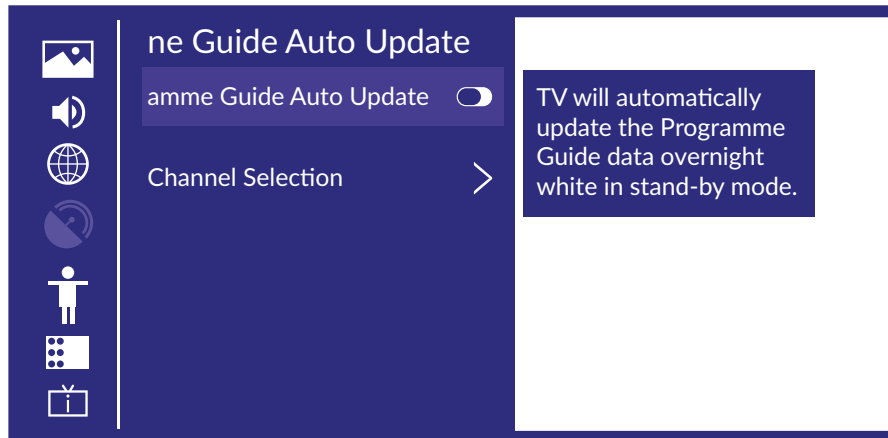 ne Guide Auto Update
amme Guide Auto Update
Channel Selection
TV will automatically
update the Programme
Guide data overnight
white in stand-by mode.
i